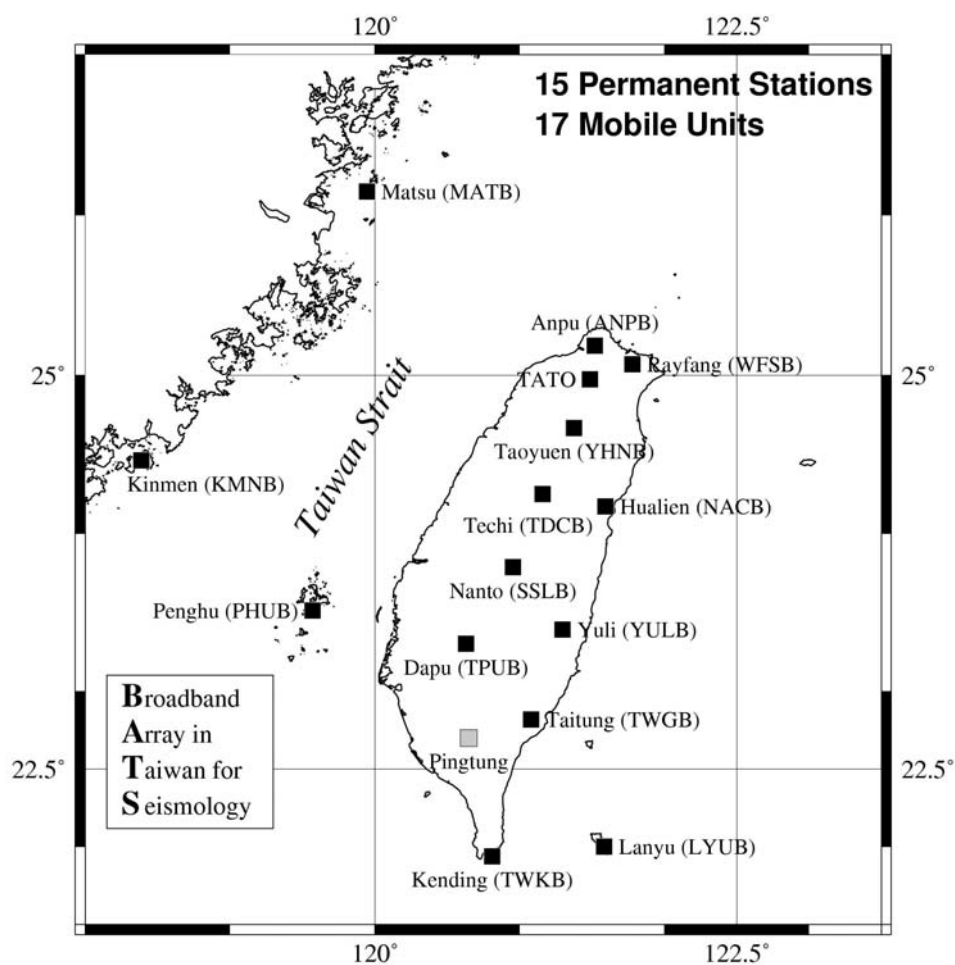 120°
122.5°
15 Permanent Stations
17 Mobile Units
Matsu (MATB)
Anpu (ANPB)
Rayfang (WFSB)
25°
TATO
25°
Taiwan Strait
Taoyuen (YHNB)
Kinmen (KMNB)
Techi (TDCB)
Hualien (NACB)
Nanto (SSLB)
Penghu (PHUB)
Yuli (YULB)
Dapu (TPUB)
Broadband
Array in
Taiwan for
Seismology
Taitung (TWGB)
Pingtung
22.5°
22.5°
Lanyu (LYUB)
Kending (TWKB)
120°
122.5°